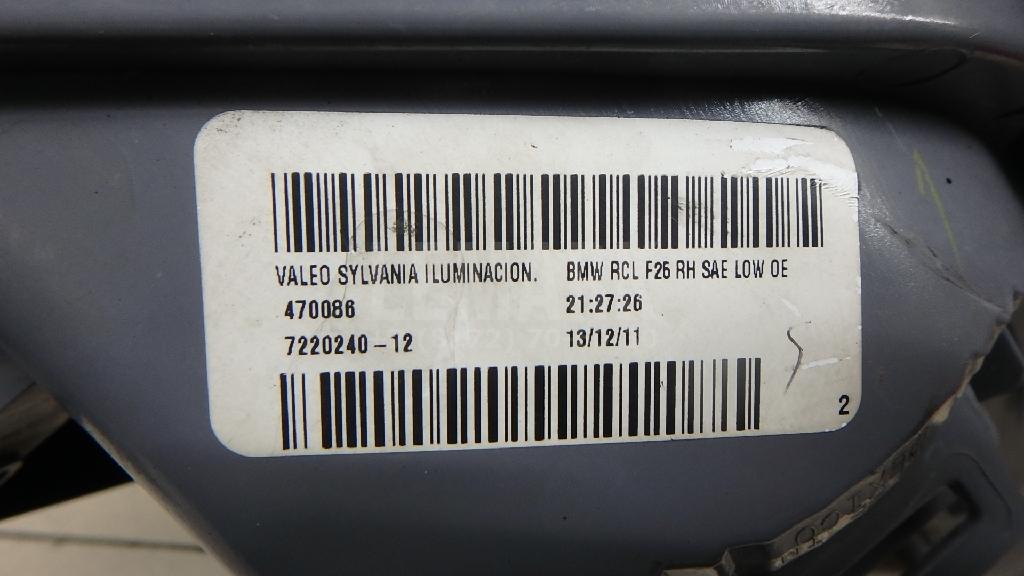 VALEO SYLVANIA ILUMINACION. BMW RCL F25 RH SAE LOW OE
470086 21:27:26
7220240-12 13/12/11
2